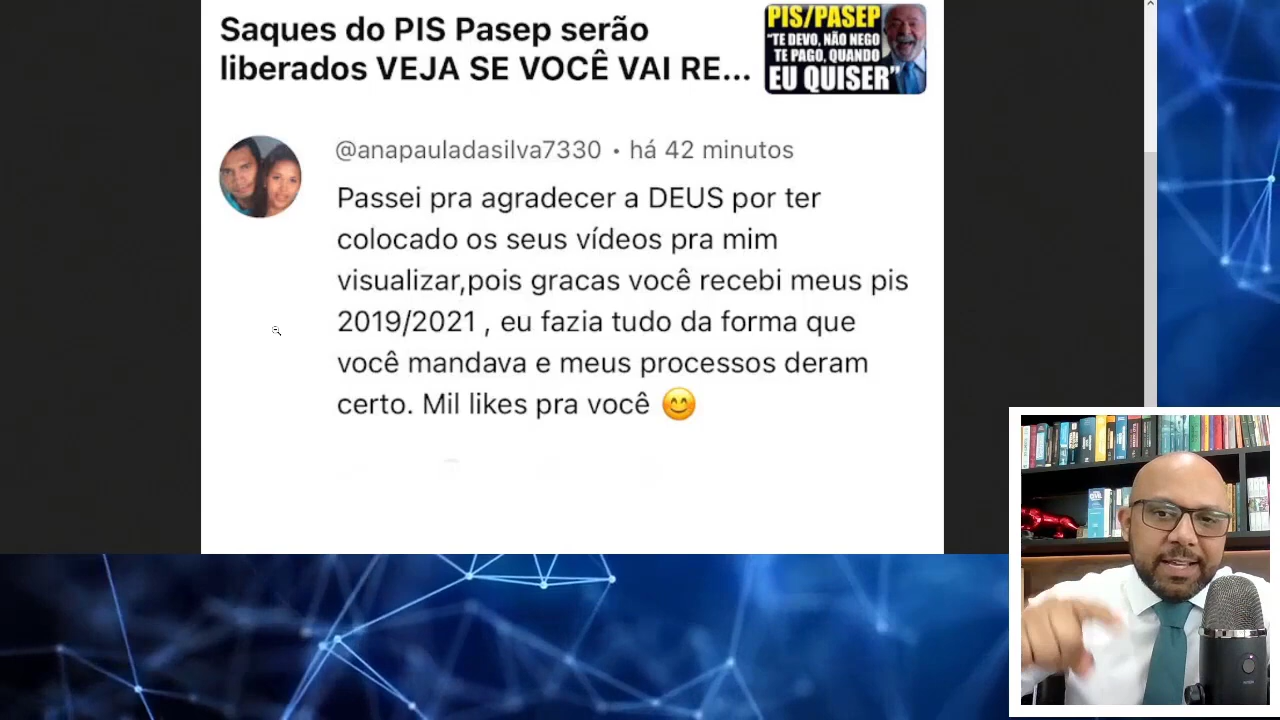 Saques do PIS Pasep serão
liberados VEJA SE VOCÊ VAI RE...
PIS/PASEP
"TE DEVO, NÃO NEGO
TE PAGO, QUANDO
EU QUISER"
@anapauladasilva7330 • há 42 minutos
Passei pra agradecer a DEUS por ter
colocado os seus vídeos pra mim
visualizar,pois gracas você recebi meus pis
2019/2021 , eu fazia tudo da forma que
você mandava e meus processos deram
certo. Mil likes pra você 😊